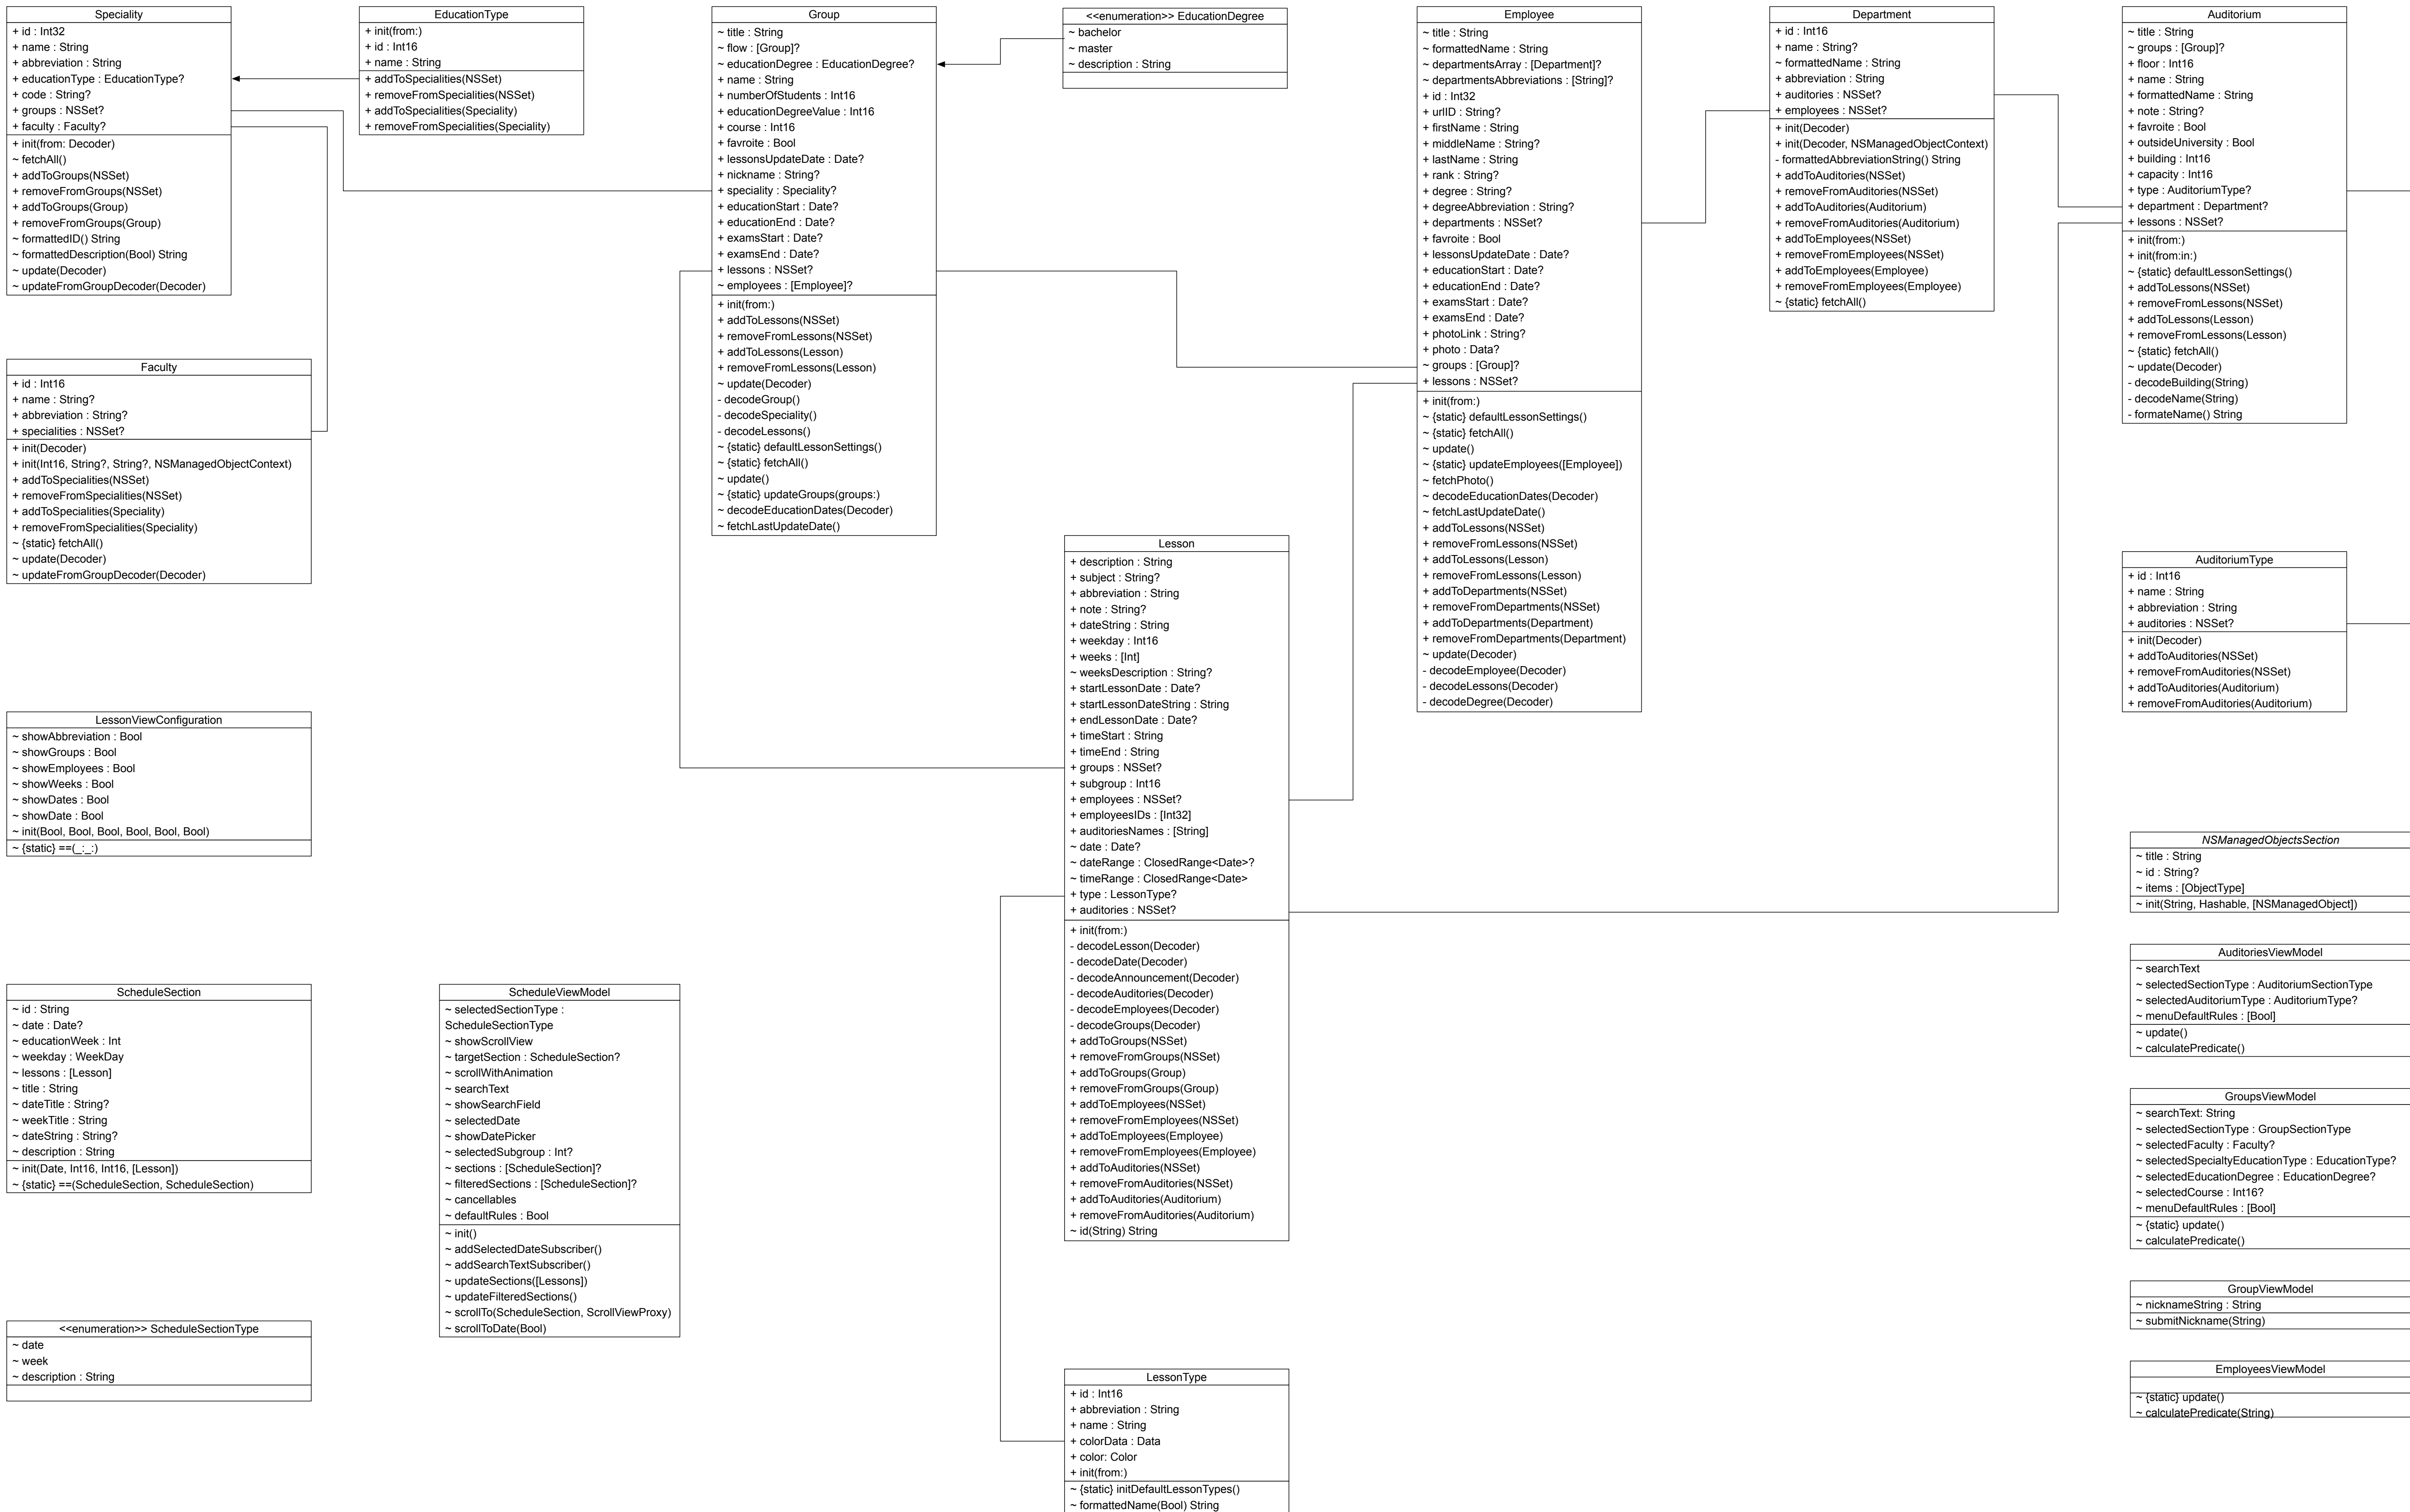 Speciality
+ id : Int32
+ name : String
+ abbreviation : String
+ educationType : EducationType?
+ code : String?
+ groups : NSSet?
+ faculty : Faculty?
+ init(from: Decoder)
~ fetchAll()
+ addToGroups(NSSet)
+ removeFromGroups(NSSet)
+ addToGroups(Group)
+ removeFromGroups(Group)
~ formattedID() String
~ formattedDescription(Bool) String
~ update(Decoder)
~ updateFromGroupDecoder(Decoder)
EducationType
+ init(from:)
+ id : Int16
+ name : String
+ addToSpecialities(NSSet)
+ removeFromSpecialities(NSSet)
+ addToSpecialities(Speciality)
+ removeFromSpecialities(Speciality)
Group
~ title : String
~ flow : [Group]?
~ educationDegree : EducationDegree?
+ name : String
+ numberOfStudents : Int16
+ educationDegreeValue : Int16
+ course : Int16
+ favroite : Bool
+ lessonsUpdateDate : Date?
+ nickname : String?
+ speciality : Speciality?
+ educationStart : Date?
+ educationEnd : Date?
+ examsStart : Date?
+ examsEnd : Date?
+ lessons : NSSet?
~ employees : [Employee]?
+ init(from:)
+ addToLessons(NSSet)
+ removeFromLessons(NSSet)
+ addToLessons(Lesson)
+ removeFromLessons(Lesson)
~ update(Decoder)
- decodeGroup()
- decodeSpeciality()
- decodeLessons()
~ {static} defaultLessonSettings()
~ {static} fetchAll()
~ update()
~ {static} updateGroups(groups:)
~ decodeEducationDates(Decoder)
~ fetchLastUpdateDate()
<<enumeration>> EducationDegree
~ bachelor
~ master
~ description : String
Employee
~ title : String
~ formattedName : String
~ departmentsArray : [Department]?
~ departmentsAbbreviations : [String]?
+ id : Int32
+ urlID : String?
+ firstName : String
+ middleName : String?
+ lastName : String
+ rank : String?
+ degree : String?
+ degreeAbbreviation : String?
+ departments : NSSet?
+ favroite : Bool
+ lessonsUpdateDate : Date?
+ educationStart : Date?
+ educationEnd : Date?
+ examsStart : Date?
+ examsEnd : Date?
+ photoLink : String?
+ photo : Data?
~ groups : [Group]?
+ lessons : NSSet?
+ init(from:)
~ {static} defaultLessonSettings()
~ {static} fetchAll()
~ update()
~ {static} updateEmployees([Employee])
~ fetchPhoto()
~ decodeEducationDates(Decoder)
~ fetchLastUpdateDate()
+ addToLessons(NSSet)
+ removeFromLessons(NSSet)
+ addToLessons(Lesson)
+ removeFromLessons(Lesson)
+ addToDepartments(NSSet)
+ removeFromDepartments(NSSet)
+ addToDepartments(Department)
+ removeFromDepartments(Department)
~ update(Decoder)
- decodeEmployee(Decoder)
- decodeLessons(Decoder)
- decodeDegree(Decoder)
Department
+ id : Int16
+ name : String?
~ formattedName : String
+ abbreviation : String
+ auditories : NSSet?
+ employees : NSSet?
+ init(Decoder)
+ init(Decoder, NSManagedObjectContext)
- formattedAbbreviationString() String
+ addToAuditories(NSSet)
+ removeFromAuditories(NSSet)
+ addToAuditories(Auditorium)
+ removeFromAuditories(Auditorium)
+ addToEmployees(NSSet)
+ removeFromEmployees(NSSet)
+ addToEmployees(Employee)
+ removeFromEmployees(Employee)
~ {static} fetchAll()
Auditorium
~ title : String
~ groups : [Group]?
+ floor : Int16
+ name : String
+ formattedName : String
+ note : String?
+ favroite : Bool
+ outsideUniversity : Bool
+ building : Int16
+ capacity : Int16
+ type : AuditoriumType?
+ department : Department?
+ lessons : NSSet?
+ init(from:)
+ init(from:in:)
~ {static} defaultLessonSettings()
+ addToLessons(NSSet)
+ removeFromLessons(NSSet)
+ addToLessons(Lesson)
+ removeFromLessons(Lesson)
~ {static} fetchAll()
~ update(Decoder)
- decodeBuilding(String)
- decodeName(String)
- formateName() String
Faculty
+ id : Int16
+ name : String?
+ abbreviation : String?
+ specialities : NSSet?
+ init(Decoder)
+ init(Int16, String?, String?, NSManagedObjectContext)
+ addToSpecialities(NSSet)
+ removeFromSpecialities(NSSet)
+ addToSpecialities(Speciality)
+ removeFromSpecialities(Speciality)
~ {static} fetchAll()
~ update(Decoder)
~ updateFromGroupDecoder(Decoder)
Lesson
+ description : String
+ subject : String?
+ abbreviation : String
+ note : String?
+ dateString : String
+ weekday : Int16
+ weeks : [Int]
~ weeksDescription : String?
+ startLessonDate : Date?
+ startLessonDateString : String
+ endLessonDate : Date?
+ timeStart : String
+ timeEnd : String
+ groups : NSSet?
+ subgroup : Int16
+ employees : NSSet?
+ employeesIDs : [Int32]
+ auditoriesNames : [String]
~ date : Date?
~ dateRange : ClosedRange<Date>?
~ timeRange : ClosedRange<Date>
+ type : LessonType?
+ auditories : NSSet?
+ init(from:)
- decodeLesson(Decoder)
- decodeDate(Decoder)
- decodeAnnouncement(Decoder)
- decodeAuditories(Decoder)
- decodeEmployees(Decoder)
- decodeGroups(Decoder)
+ addToGroups(NSSet)
+ removeFromGroups(NSSet)
+ addToGroups(Group)
+ removeFromGroups(Group)
+ addToEmployees(NSSet)
+ removeFromEmployees(NSSet)
+ addToEmployees(Employee)
+ removeFromEmployees(Employee)
+ addToAuditories(NSSet)
+ removeFromAuditories(NSSet)
+ addToAuditories(Auditorium)
+ removeFromAuditories(Auditorium)
~ id(String) String
AuditoriumType
+ id : Int16
+ name : String
+ abbreviation : String
+ auditories : NSSet?
+ init(Decoder)
+ addToAuditories(NSSet)
+ removeFromAuditories(NSSet)
+ addToAuditories(Auditorium)
+ removeFromAuditories(Auditorium)
LessonViewConfiguration
~ showAbbreviation : Bool
~ showGroups : Bool
~ showEmployees : Bool
~ showWeeks : Bool
~ showDates : Bool
~ showDate : Bool
~ init(Bool, Bool, Bool, Bool, Bool, Bool)
~ {static} ==(_:_:)
NSManagedObjectsSection
~ title : String
~ id : String?
~ items : [ObjectType]
~ init(String, Hashable, [NSManagedObject])
AuditoriesViewModel
~ searchText
~ selectedSectionType : AuditoriumSectionType
~ selectedAuditoriumType : AuditoriumType?
~ menuDefaultRules : [Bool]
~ update()
~ calculatePredicate()
ScheduleSection
~ id : String
~ date : Date?
~ educationWeek : Int
~ weekday : WeekDay
~ lessons : [Lesson]
~ title : String
~ dateTitle : String?
~ weekTitle : String
~ dateString : String?
~ description : String
~ init(Date, Int16, Int16, [Lesson])
~ {static} ==(ScheduleSection, ScheduleSection)
ScheduleViewModel
~ selectedSectionType :
ScheduleSectionType
~ showScrollView
~ targetSection : ScheduleSection?
~ scrollWithAnimation
~ searchText
~ showSearchField
~ selectedDate
~ showDatePicker
~ selectedSubgroup : Int?
~ sections : [ScheduleSection]?
~ filteredSections : [ScheduleSection]?
~ cancellables
~ defaultRules : Bool
~ init()
~ addSelectedDateSubscriber()
~ addSearchTextSubscriber()
~ updateSections([Lessons])
~ updateFilteredSections()
~ scrollTo(ScheduleSection, ScrollViewProxy)
~ scrollToDate(Bool)
GroupsViewModel
~ searchText: String
~ selectedSectionType : GroupSectionType
~ selectedFaculty : Faculty?
~ selectedSpecialtyEducationType : EducationType?
~ selectedEducationDegree : EducationDegree?
~ selectedCourse : Int16?
~ menuDefaultRules : [Bool]
~ {static} update()
~ calculatePredicate()
GroupViewModel
~ nicknameString : String
~ submitNickname(String)
<<enumeration>> ScheduleSectionType
~ date
~ week
~ description : String
EmployeesViewModel
~ {static} update()
~ calculatePredicate(String)
LessonType
+ id : Int16
+ abbreviation : String
+ name : String
+ colorData : Data
+ color: Color
+ init(from:)
~ {static} initDefaultLessonTypes()
~ formattedName(Bool) String